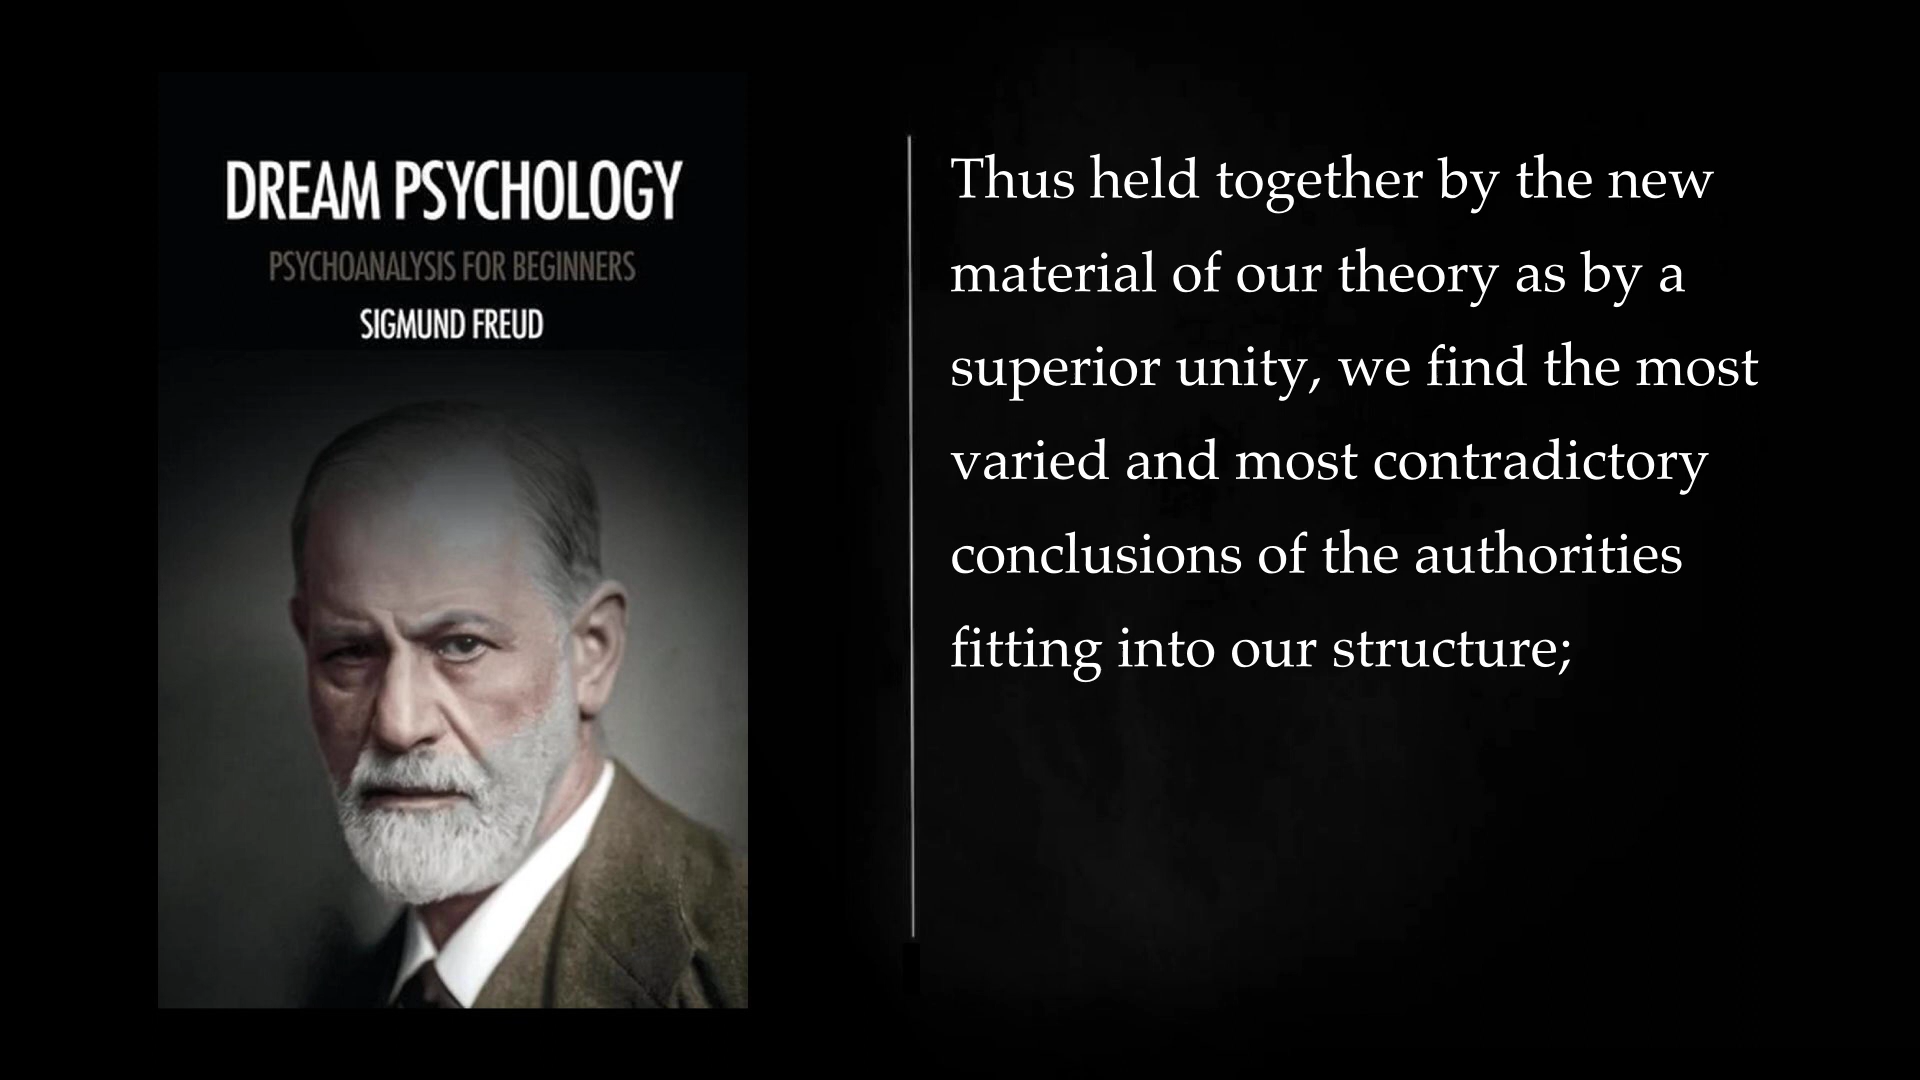 DREAM PSYCHOLOGY
PSYCHOANALYSIS FOR BEGINNERS
SIGMUND FREUD
Thus held together by the new
material of our theory as by a
superior unity, we find the most
varied and most contradictory
conclusions of the authorities
fitting into our structure;